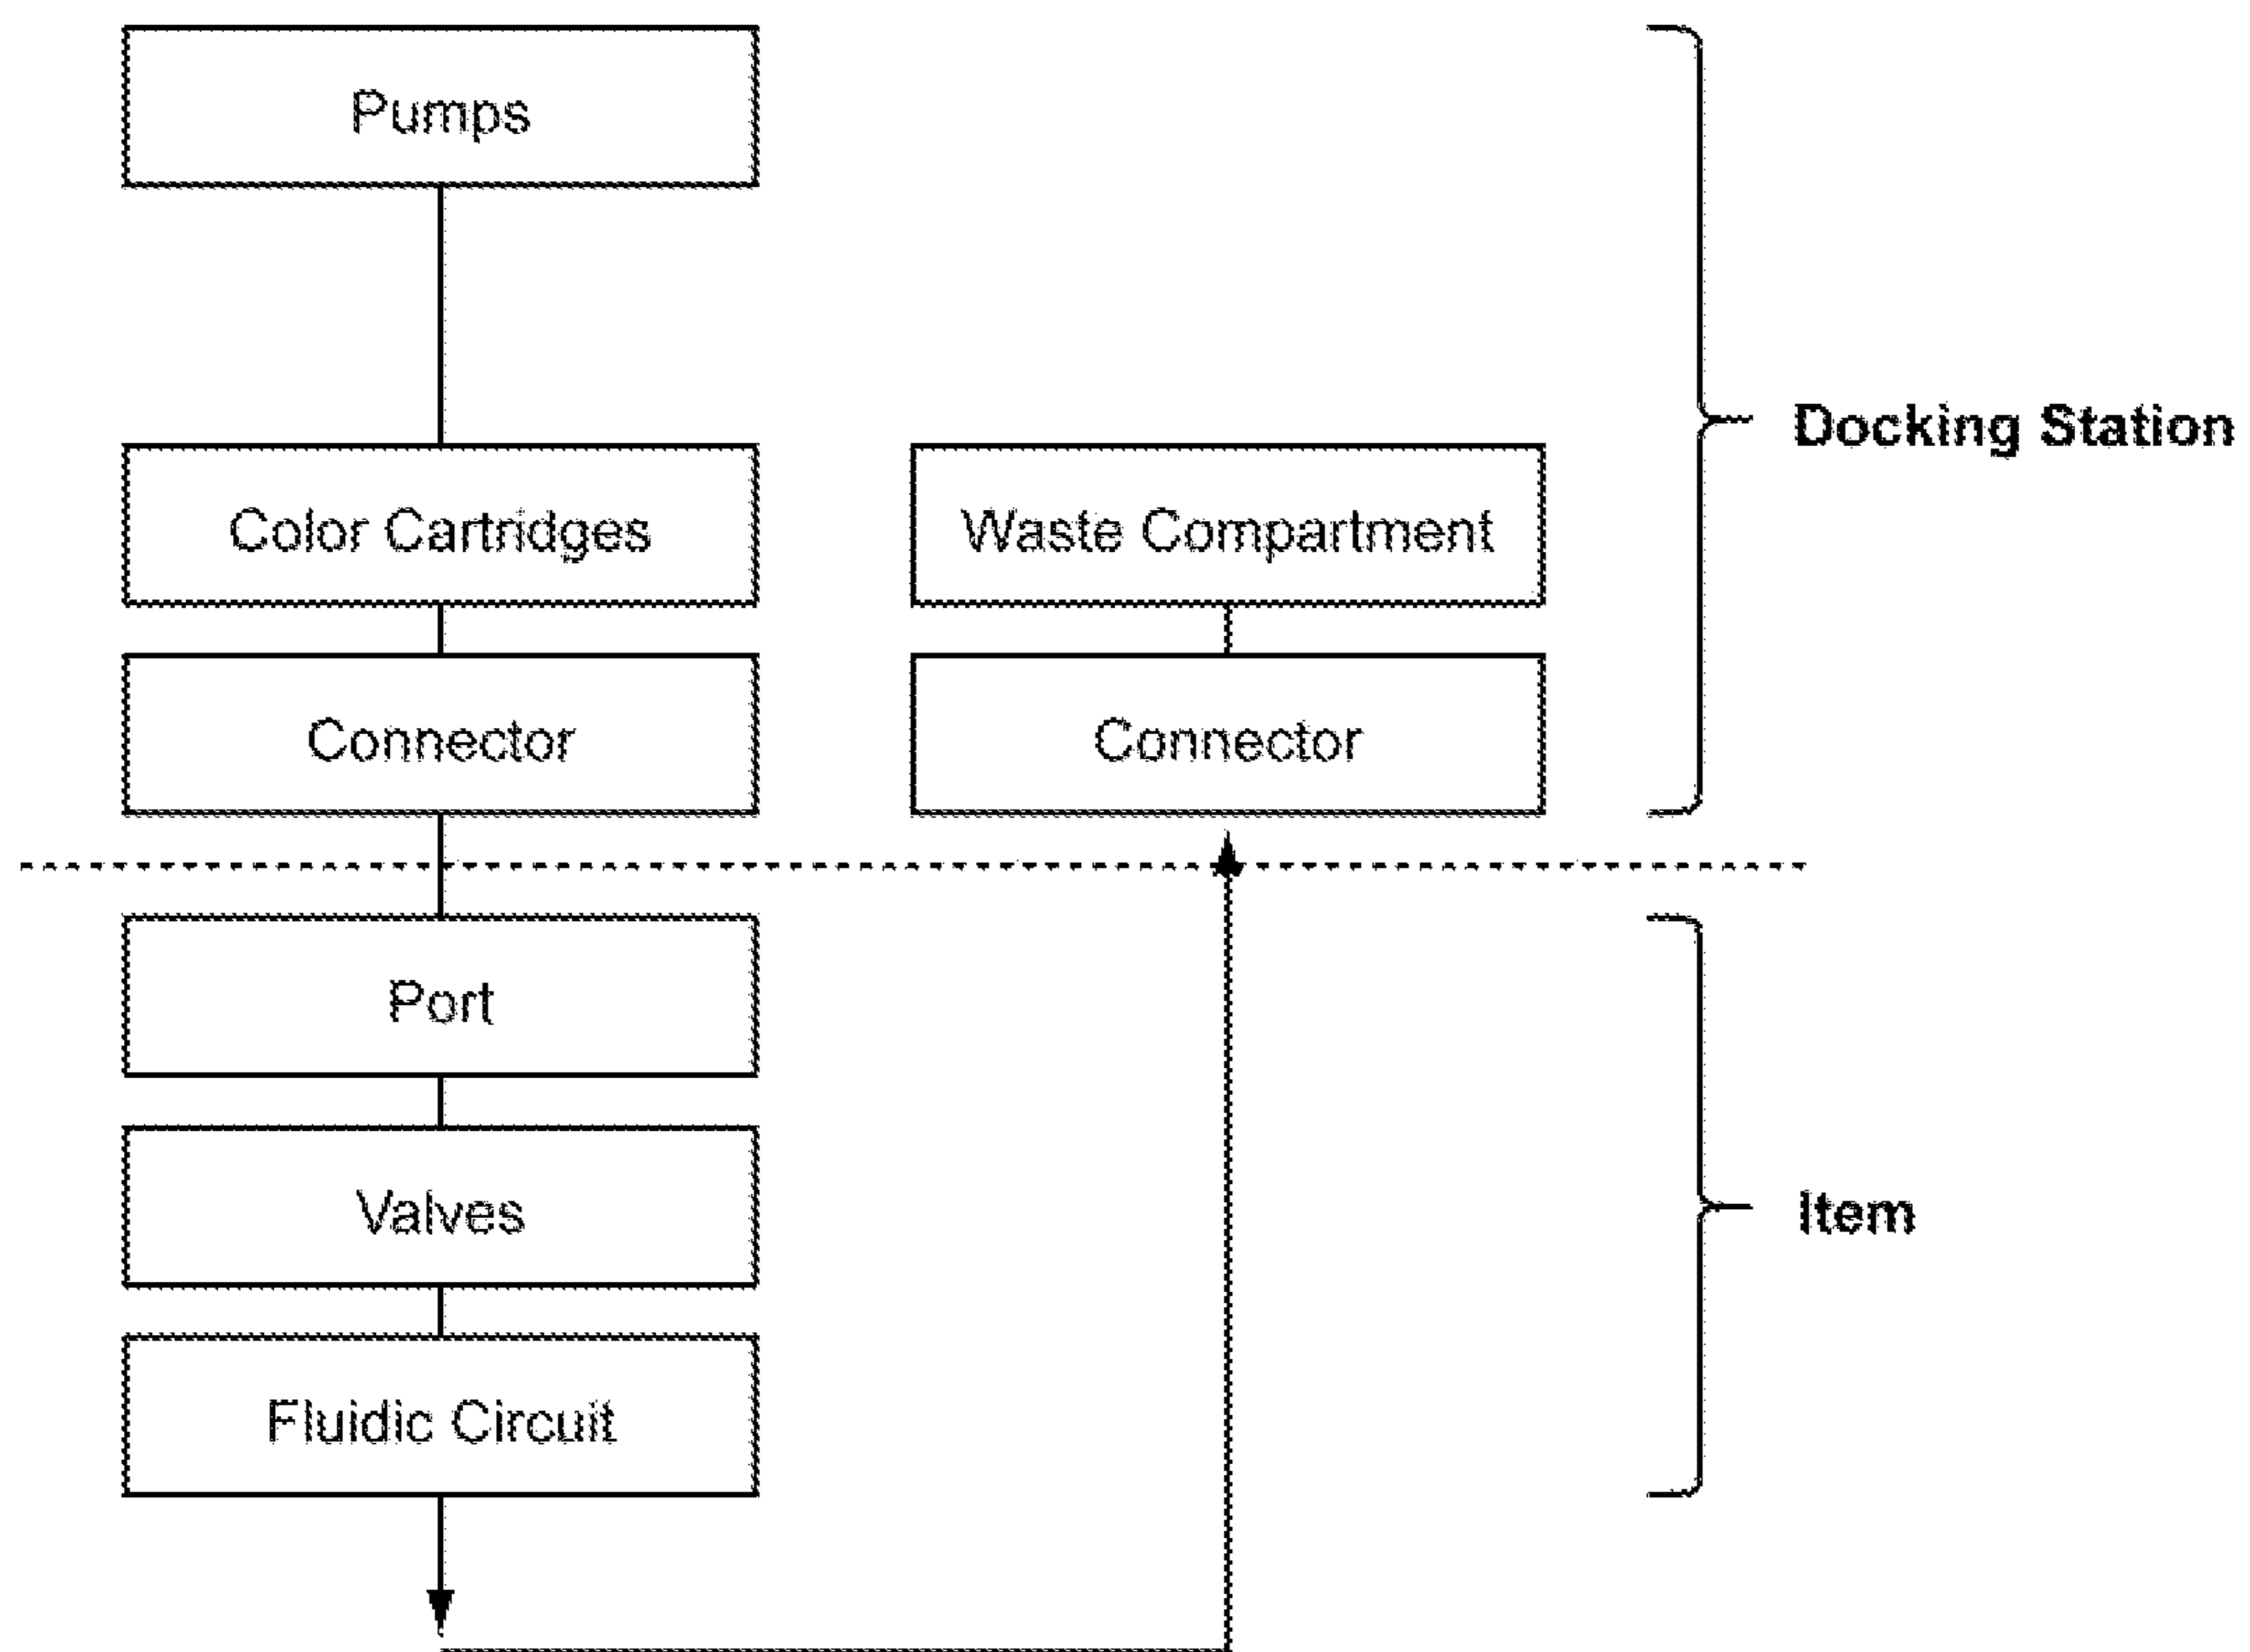 Pumps
Docking Station
Color Cartridges
Waste Compartment
Connector
Connector
Port
Valves
Item
Fluidic Circuit